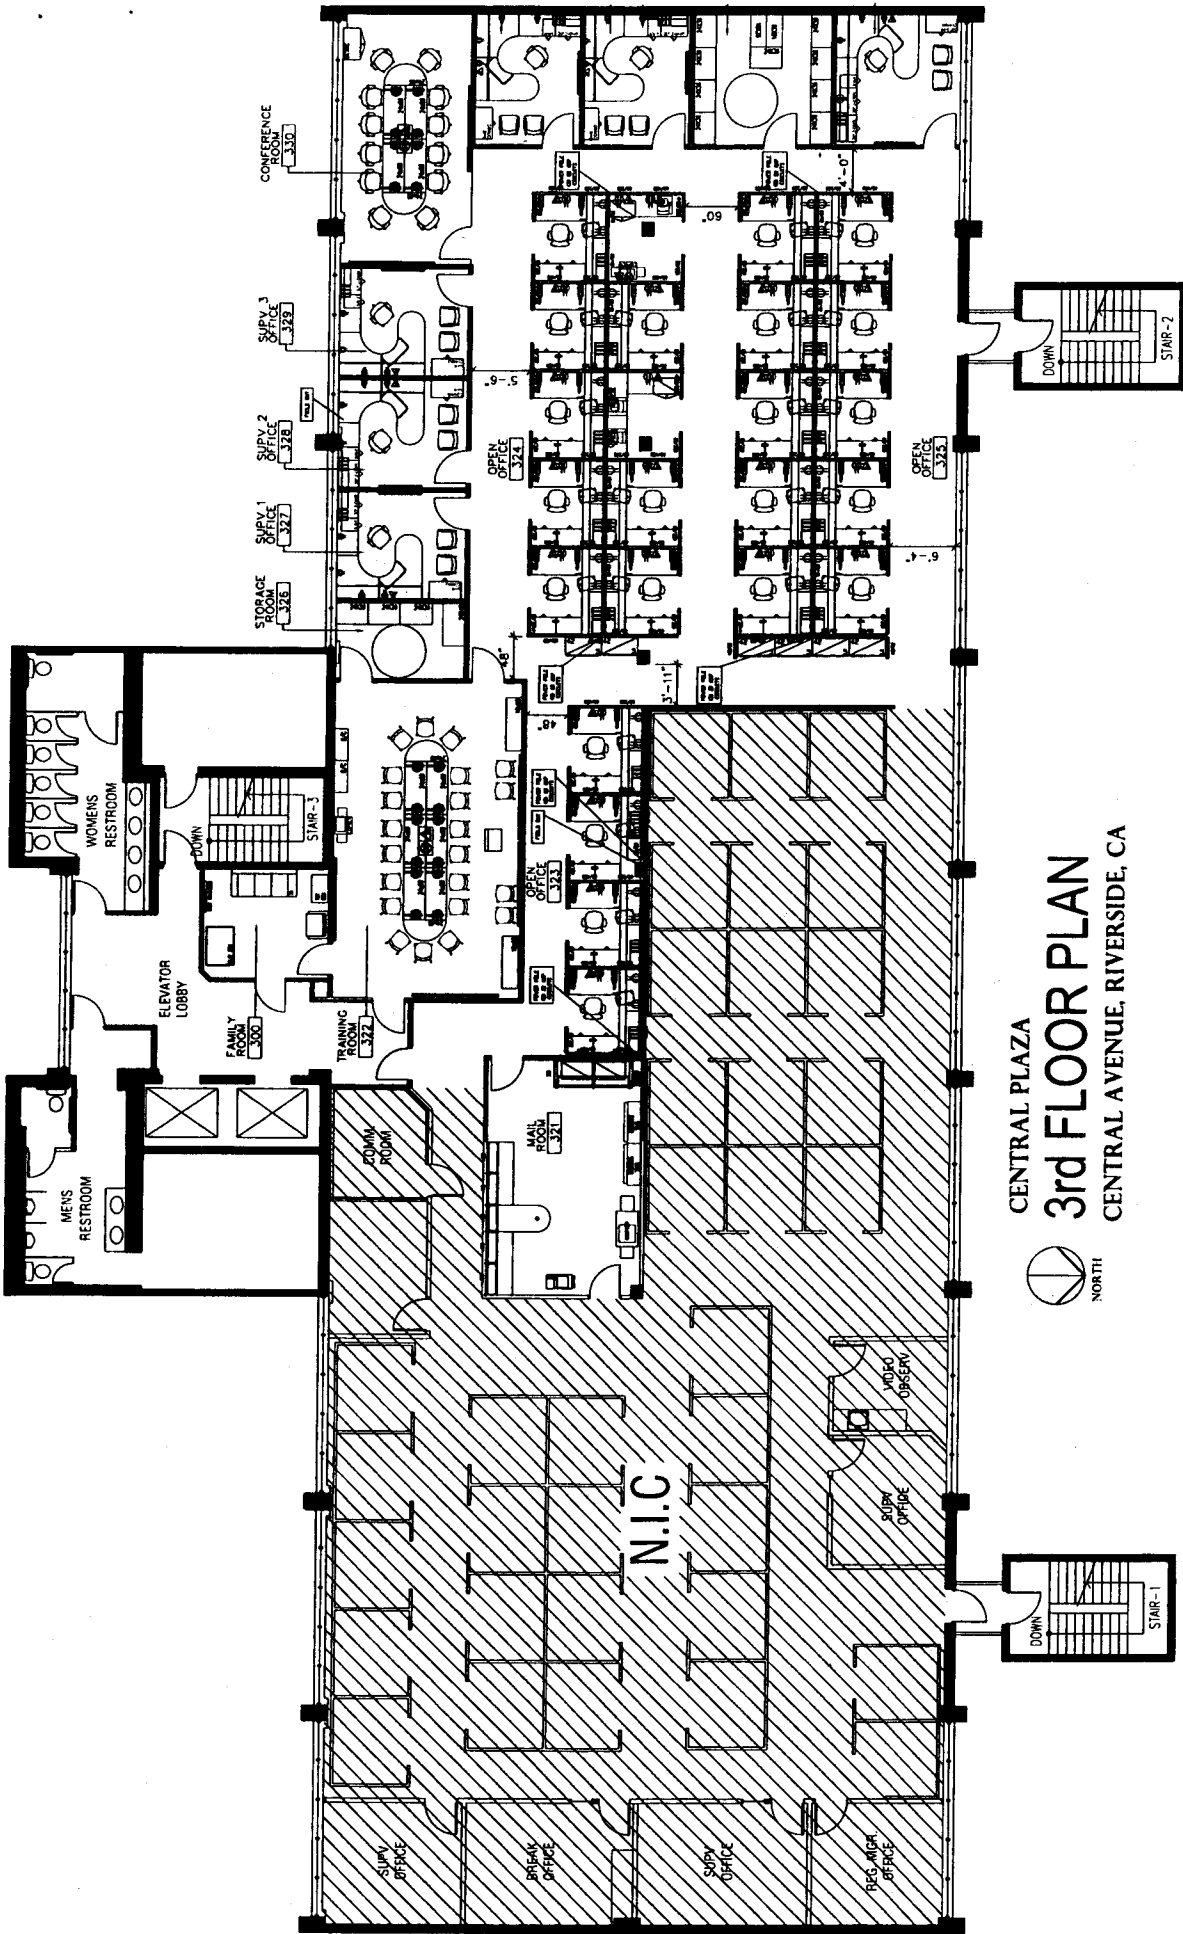 CONFERENCE
ROOM
330
SUPV. 3
OFFICE
329
SUPV. 2
OFFICE
328
SUPV. 1
OFFICE
327
STORAGE
ROOM
326
OPEN
OFFICE
324
OPEN
OFFICE
325
5'-6"
60"
4'-0"
6'-4"
48"
3'-11"
48"
DOWN
STAIR-2
WOMENS
RESTROOM
DOWN
STAIR-3
ELEVATOR
LOBBY
FAMILY
ROOM
300
TRAINING
ROOM
322
OPEN
OFFICE
323
MENS
RESTROOM
COMM.
ROOM
MAIL
ROOM
321
N.I.C
VIDEO
OBSERV.
SUPV
OFFICE
SUPV
OFFICE
BREAK
OFFICE
SUPV
OFFICE
REG. MGR.
OFFICE
DOWN
STAIR-1
CENTRAL PLAZA
3rd FLOOR PLAN
CENTRAL AVENUE, RIVERSIDE, CA
NORTH